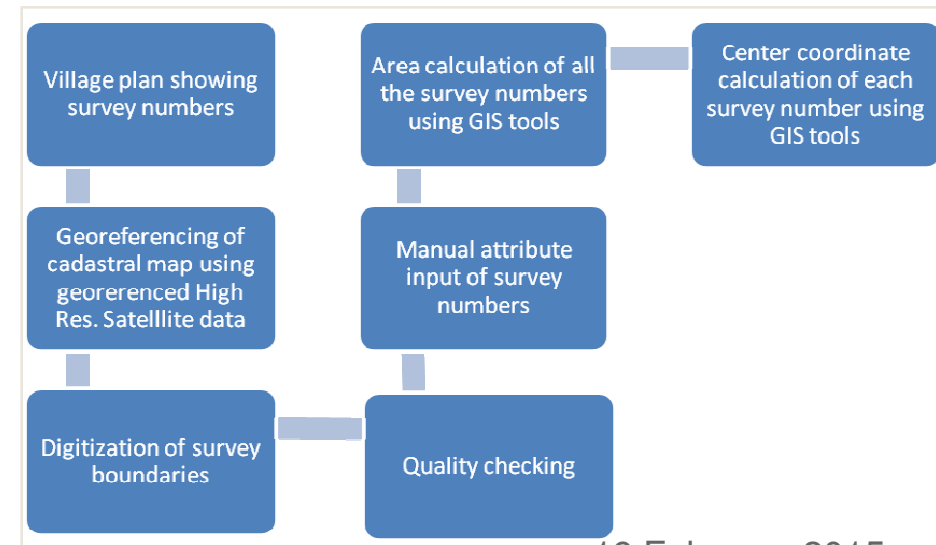 Village plan showing
survey numbers
Georeferencing of
cadastral map using
georerenced High
Res. Satelllite data
Digitization of survey
boundaries
Quality checking
Manual attribute
input of survey
numbers
Area calculation of all
the survey numbers
using GIS tools
Center coordinate
calculation of each
survey number using
GIS tools